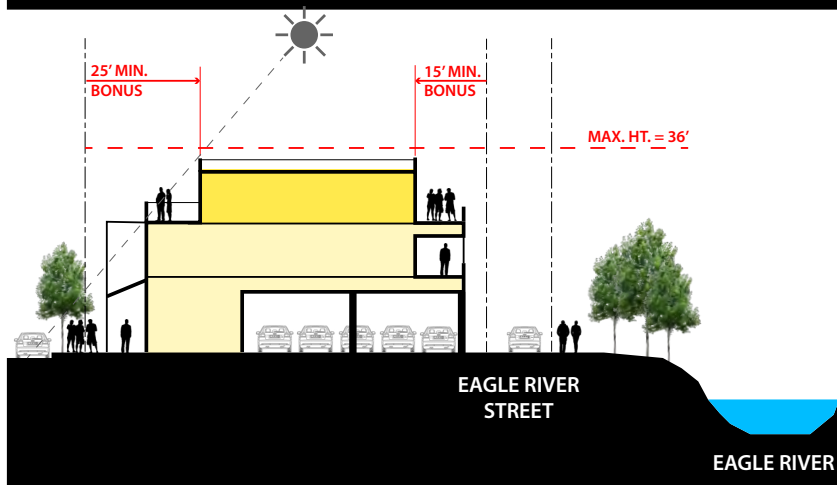 25’ MIN.
BONUS
15’ MIN.
BONUS
MAX. HT. = 36’
EAGLE RIVER
STREET
EAGLE RIVER